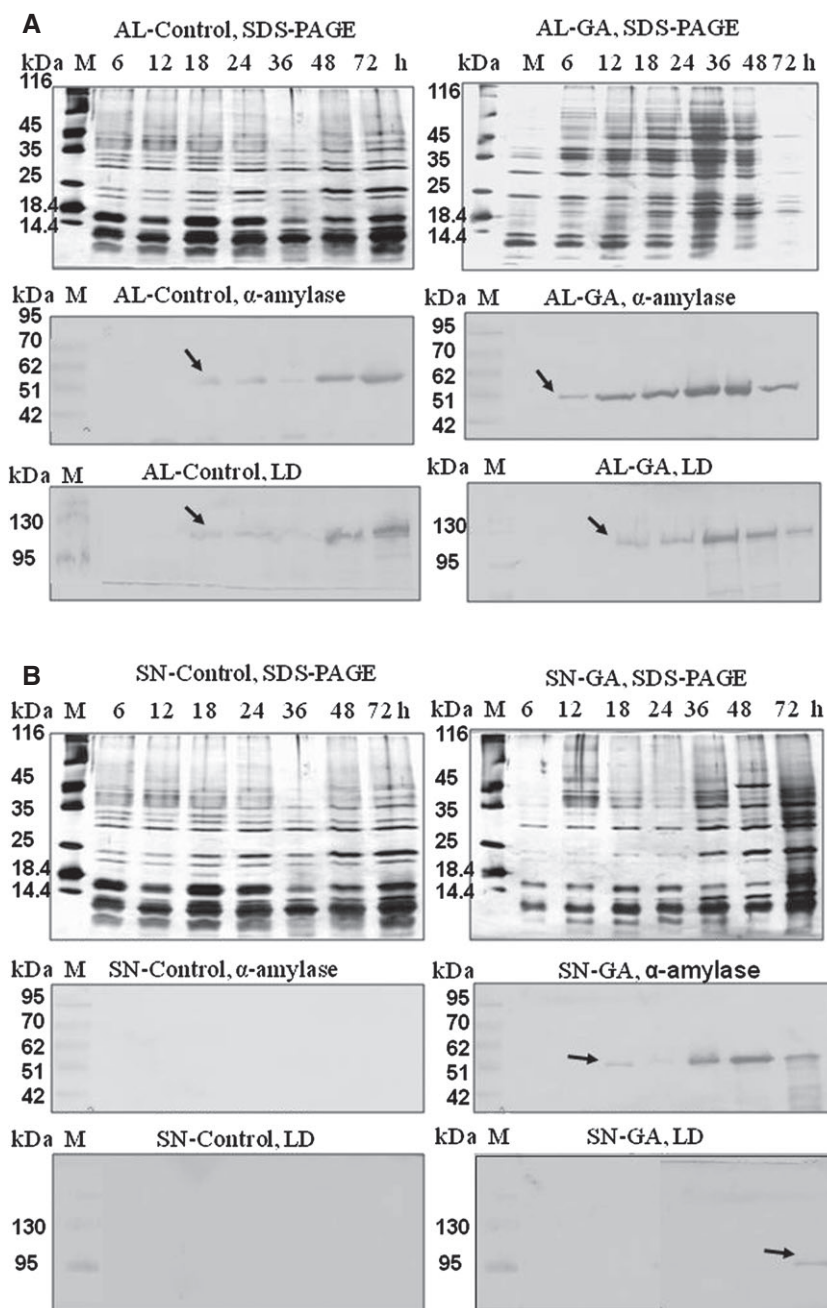 A
AL-Control, SDS-PAGE
kDa M 6 12 18 24 36 48 72 h
116
45
35
25
18.4
14.4
AL-GA, SDS-PAGE
kDa M 6 12 18 24 36 48 72 h
116
45
35
25
18.4
14.4
kDa M AL-Control, α-amylase
95
70
62
51
42
kDa M AL-GA, α-amylase
95
70
62
51
42
kDa M AL-Control, LD
130
95
kDa M AL-GA, LD
130
95
B
SN-Control, SDS-PAGE
kDa M 6 12 18 24 36 48 72 h
116
45
35
25
18.4
14.4
SN-GA, SDS-PAGE
kDa M 6 12 18 24 36 48 72 h
116
45
35
25
18.4
14.4
kDa M SN-Control, α-amylase
95
70
62
51
42
kDa M SN-GA, α-amylase
95
70
62
51
42
kDa M SN-Control, LD
130
95
kDa M SN-GA, LD
130
95